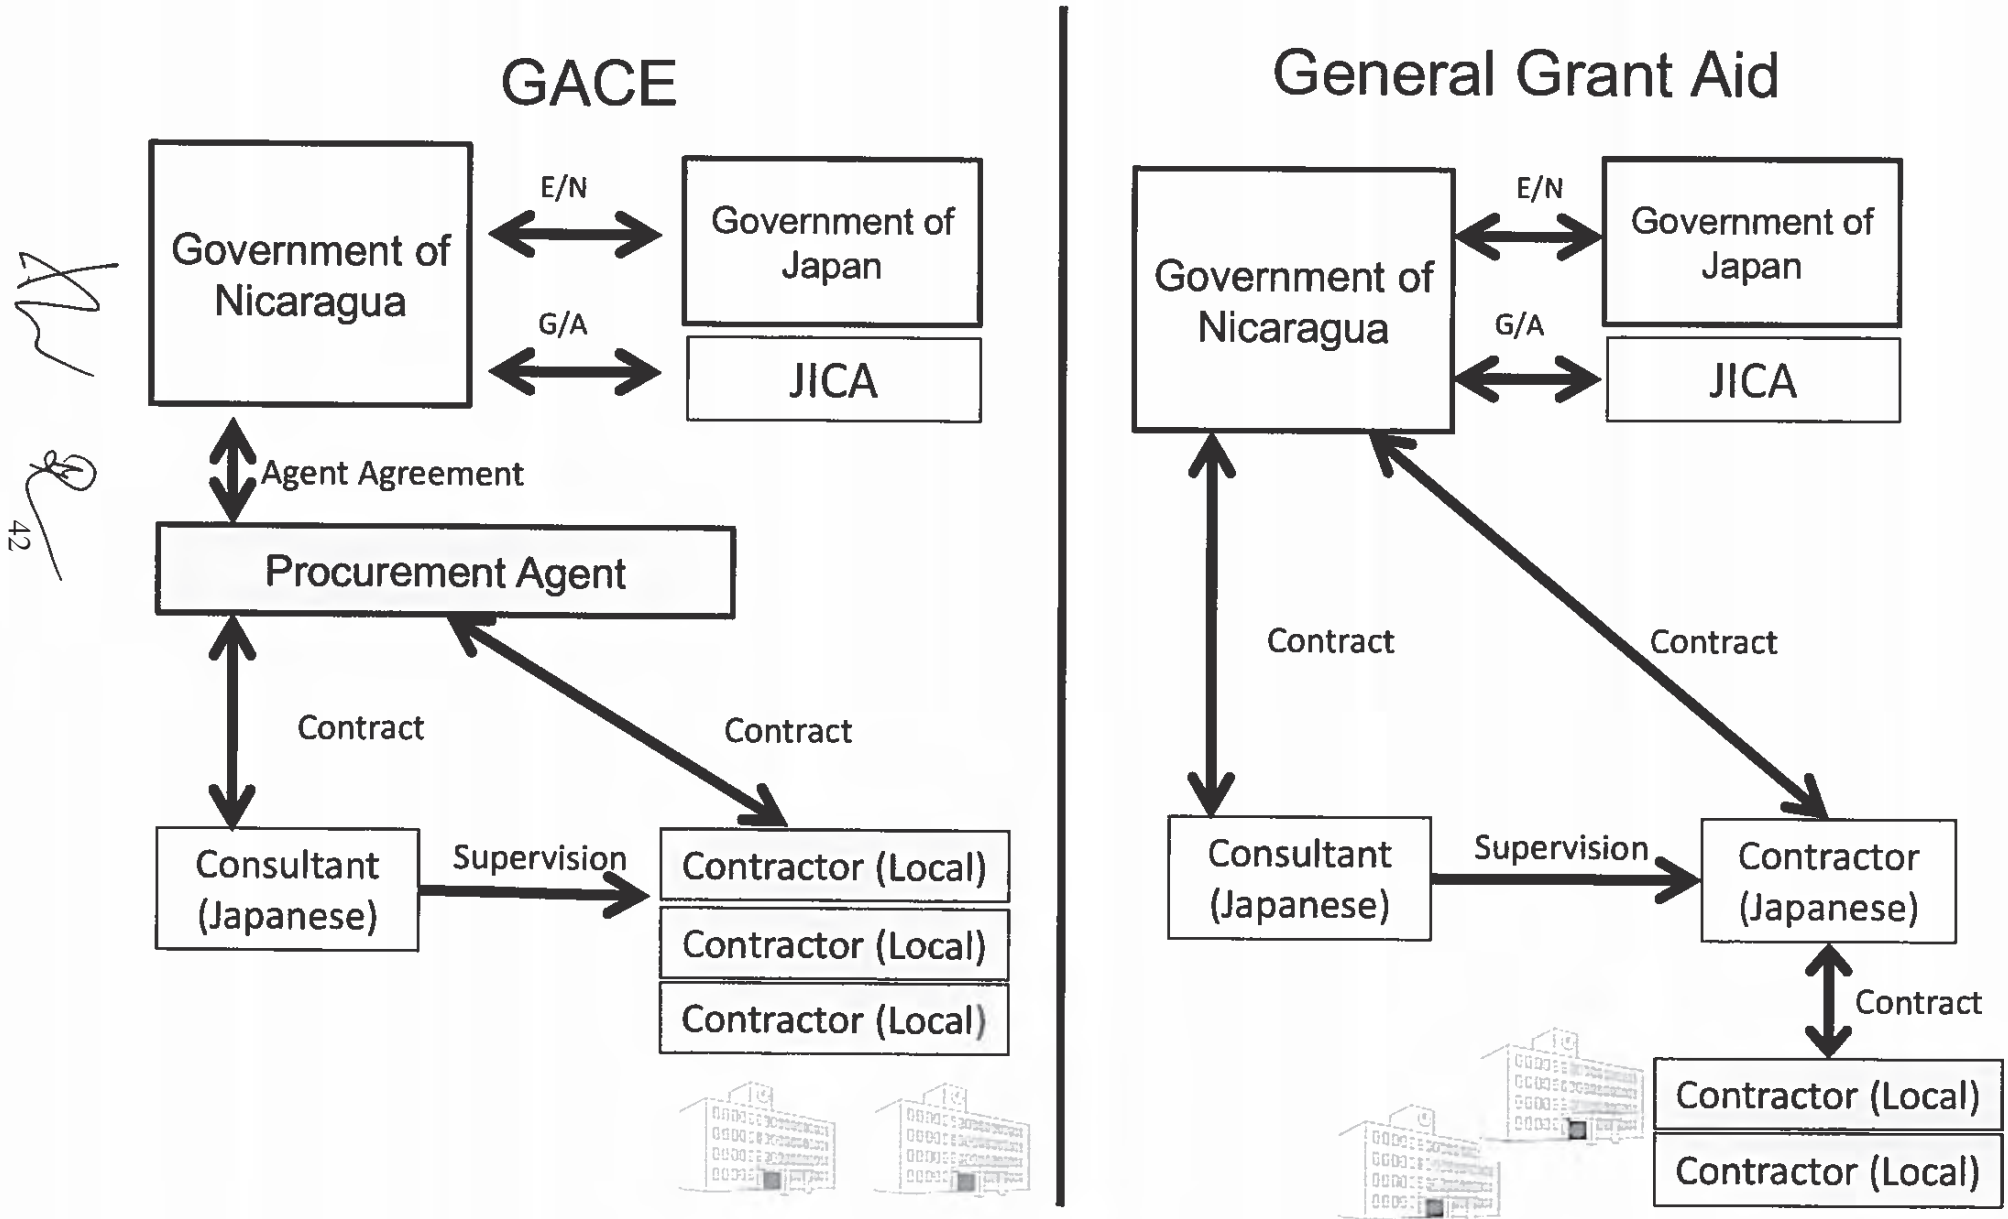 GACE
Government of
Nicaragua
E/N
Government of
Japan
G/A
JICA
Agent Agreement
Procurement Agent
Contract
Contract
Consultant
(Japanese)
Supervision
Contractor (Local)
Contractor (Local)
Contractor (Local)
42
General Grant Aid
Government of
Nicaragua
E/N
Government of
Japan
G/A
JICA
Contract
Contract
Consultant
(Japanese)
Supervision
Contractor
(Japanese)
Contract
Contractor (Local)
Contractor (Local)